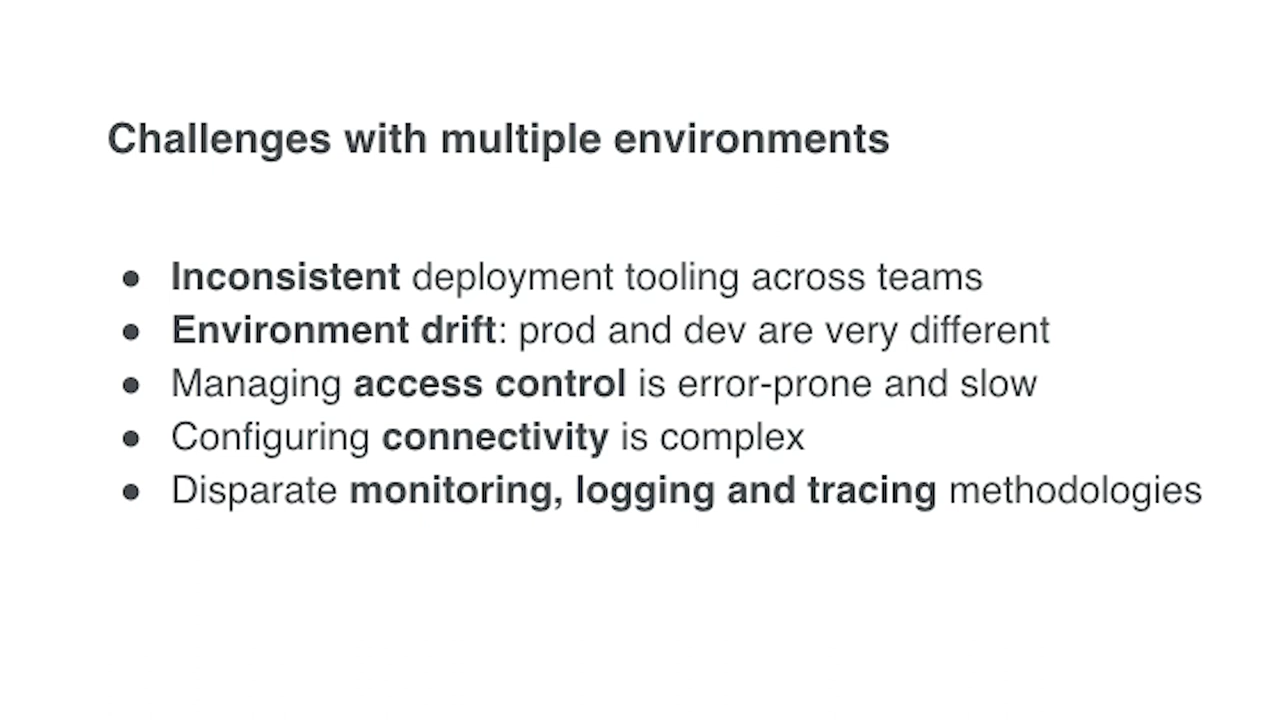 Challenges with multiple environments
● Inconsistent deployment tooling across teams
● Environment drift: prod and dev are very different
● Managing access control is error-prone and slow
● Configuring connectivity is complex
● Disparate monitoring, logging and tracing methodologies